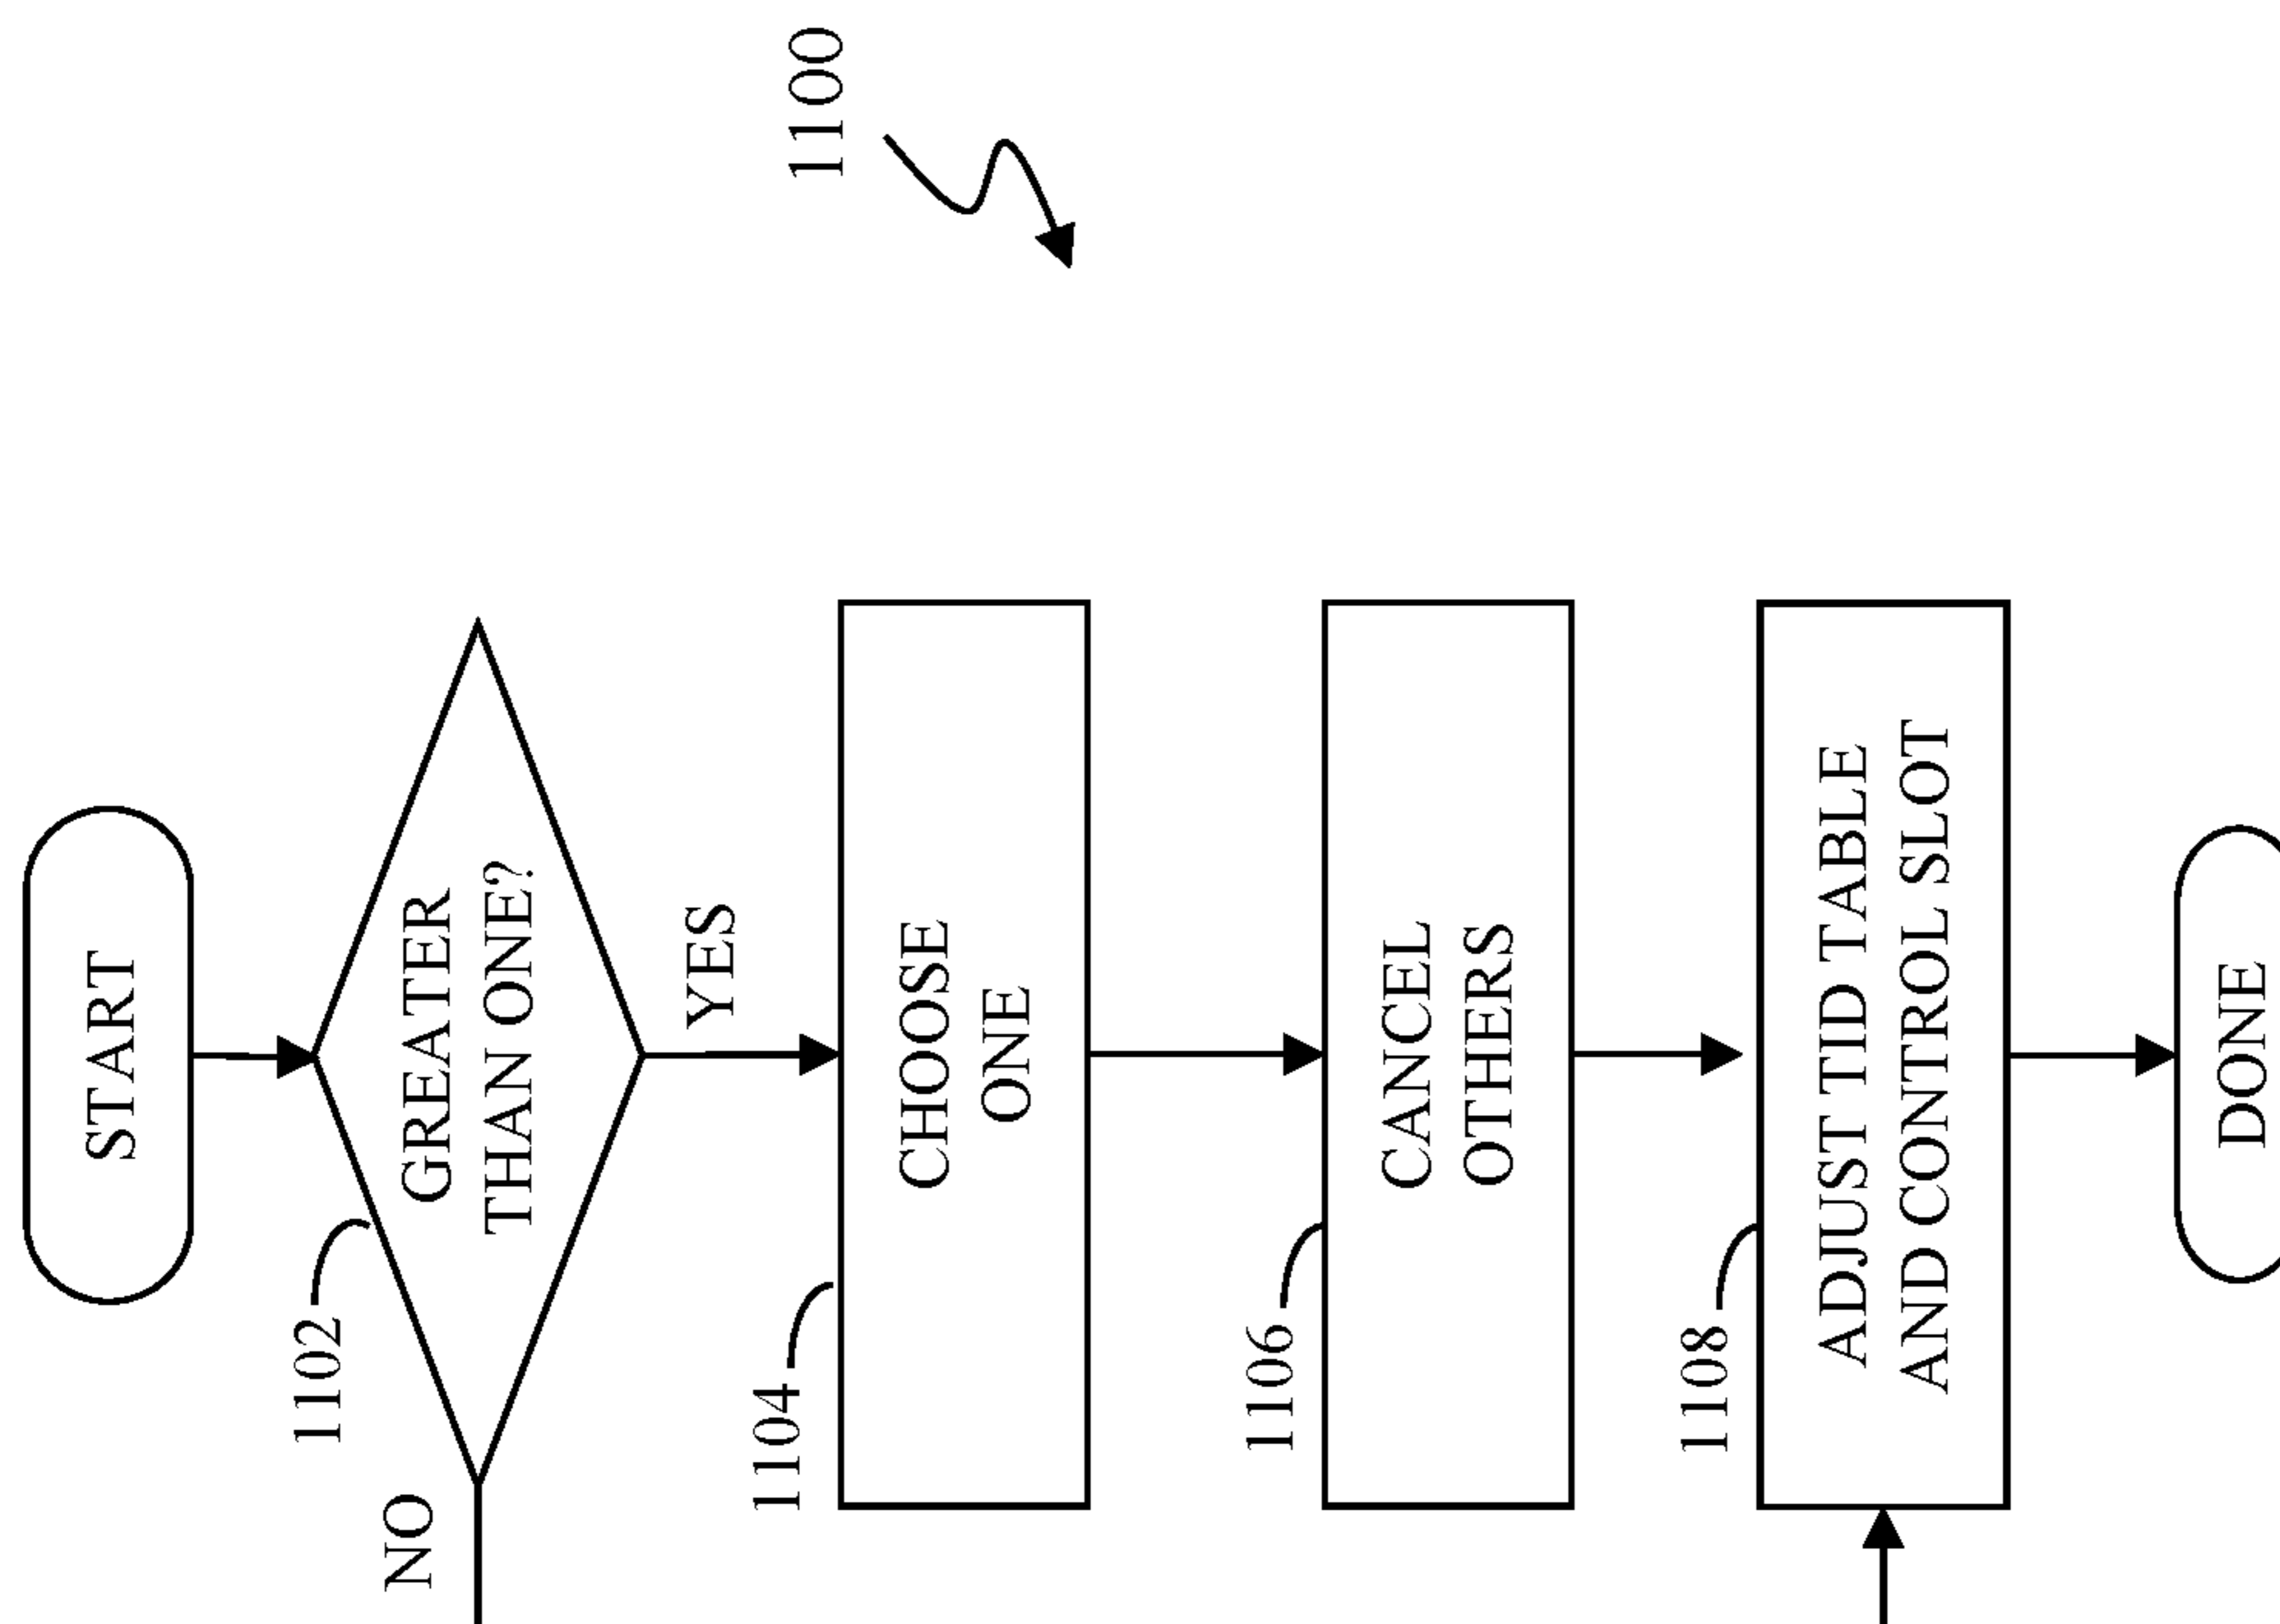 1100
START
1102
GREATER
THAN ONE?
NO
YES
1104
CHOOSE
ONE
1106
CANCEL
OTHERS
1108
ADJUST TID TABLE
AND CONTROL SLOT
DONE